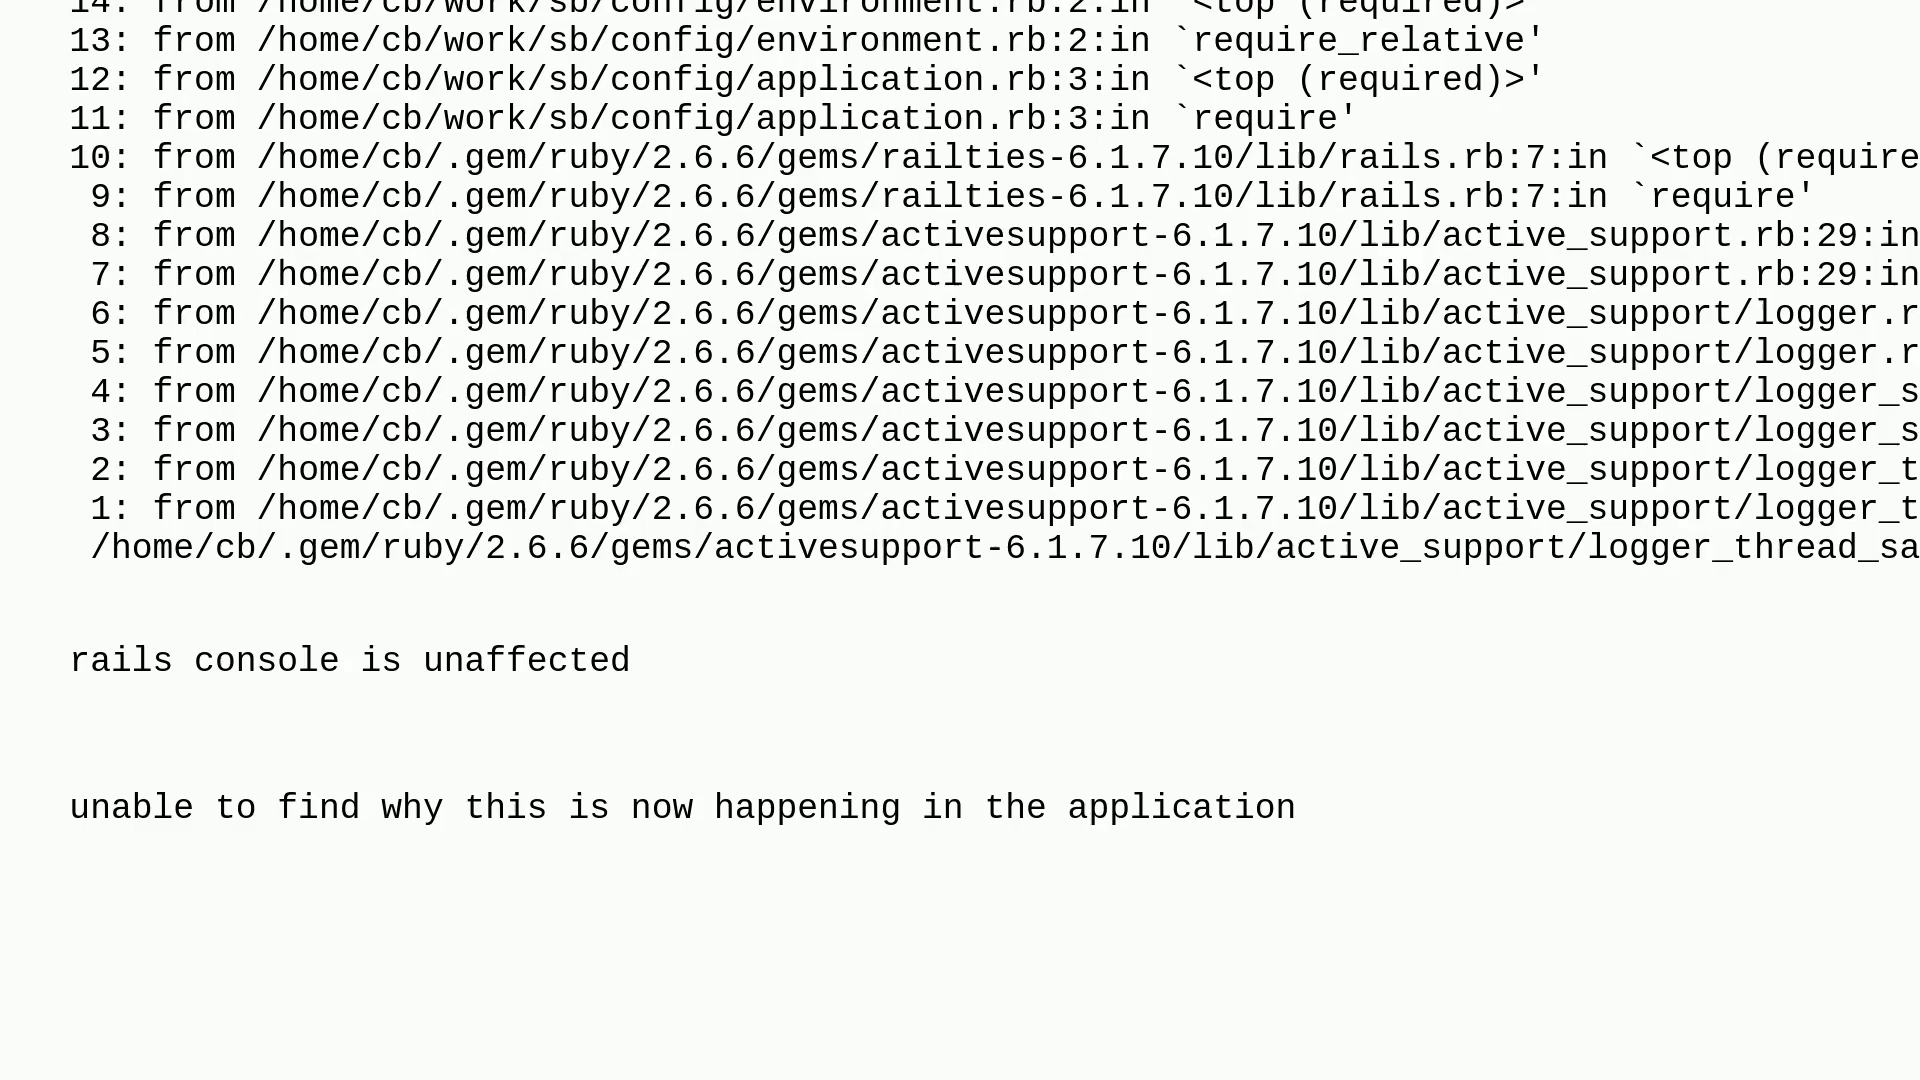 14: from /home/cb/work/sb/config/environment.rb:2:in `<top (required)>'
13: from /home/cb/work/sb/config/environment.rb:2:in `require_relative'
12: from /home/cb/work/sb/config/application.rb:3:in `<top (required)>'
11: from /home/cb/work/sb/config/application.rb:3:in `require'
10: from /home/cb/.gem/ruby/2.6.6/gems/railties-6.1.7.10/lib/rails.rb:7:in `<top (require
9: from /home/cb/.gem/ruby/2.6.6/gems/railties-6.1.7.10/lib/rails.rb:7:in `require'
8: from /home/cb/.gem/ruby/2.6.6/gems/activesupport-6.1.7.10/lib/active_support.rb:29:in
7: from /home/cb/.gem/ruby/2.6.6/gems/activesupport-6.1.7.10/lib/active_support.rb:29:in
6: from /home/cb/.gem/ruby/2.6.6/gems/activesupport-6.1.7.10/lib/active_support/logger.r
5: from /home/cb/.gem/ruby/2.6.6/gems/activesupport-6.1.7.10/lib/active_support/logger.r
4: from /home/cb/.gem/ruby/2.6.6/gems/activesupport-6.1.7.10/lib/active_support/logger_s
3: from /home/cb/.gem/ruby/2.6.6/gems/activesupport-6.1.7.10/lib/active_support/logger_s
2: from /home/cb/.gem/ruby/2.6.6/gems/activesupport-6.1.7.10/lib/active_support/logger_t
1: from /home/cb/.gem/ruby/2.6.6/gems/activesupport-6.1.7.10/lib/active_support/logger_t
/home/cb/.gem/ruby/2.6.6/gems/activesupport-6.1.7.10/lib/active_support/logger_thread_sa
rails console is unaffected
unable to find why this is now happening in the application